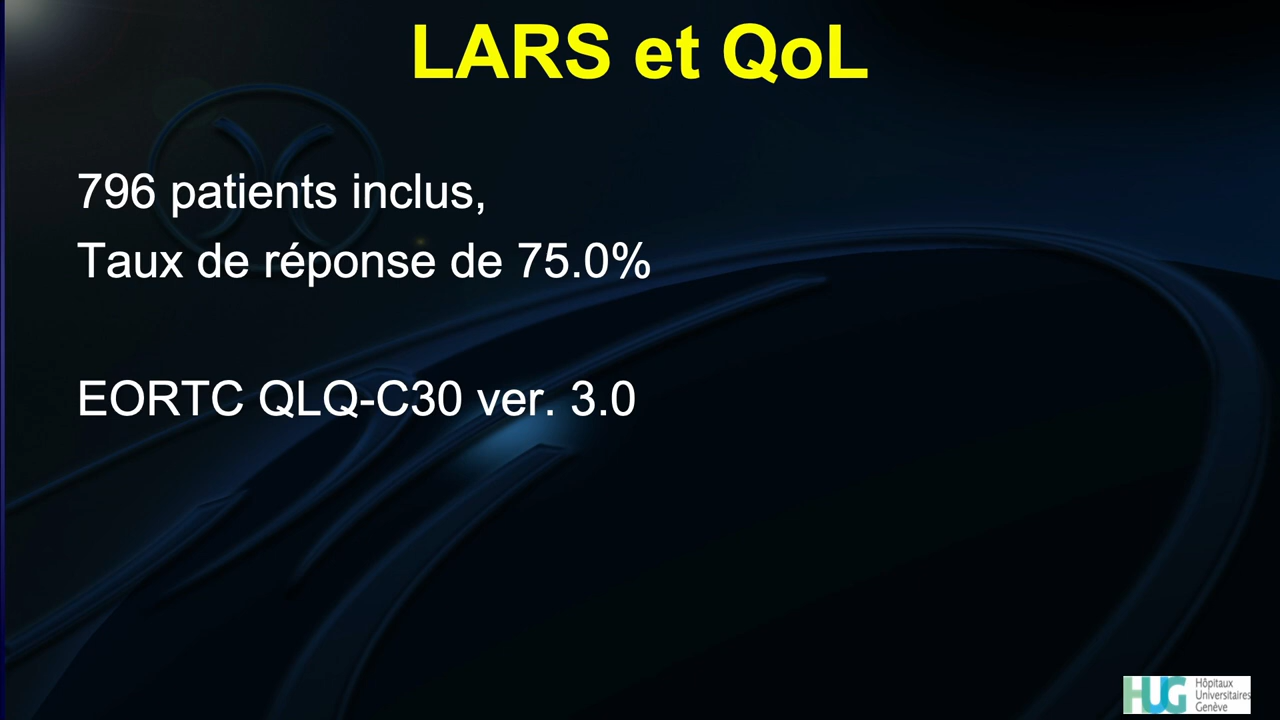 LARS et QoL
796 patients inclus,
Taux de réponse de 75.0%
EORTC QLQ-C30 ver. 3.0
HUG
Hôpitaux
Universitaires
Genève